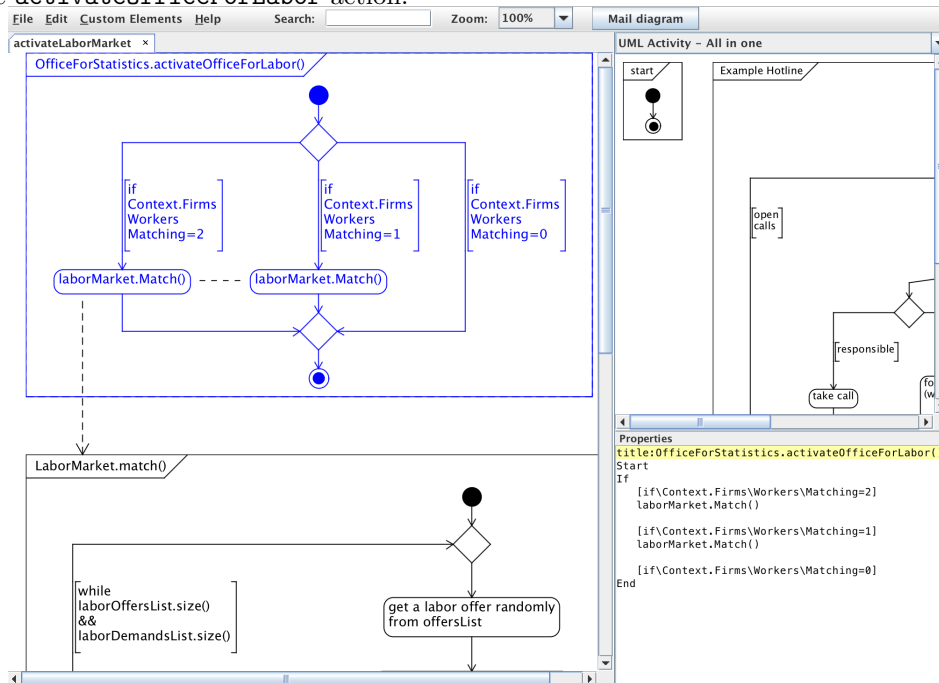 File Edit Custom Elements Help Search: Zoom: 100% Mail diagram
activateLaborMarket ×
OfficeForStatistics.activateOfficeForLabor()
if
Context.Firms
Workers
Matching=2
if
Context.Firms
Workers
Matching=1
if
Context.Firms
Workers
Matching=0
laborMarket.Match()
laborMarket.Match()
LaborMarket.match()
while
laborOffersList.size()
&&
laborDemandsList.size()
get a labor offer randomly
from offersList
UML Activity – All in one
start
Example Hotline
open
calls
responsible
take call
fo
(w
Properties
title:OfficeForStatistics.activateOfficeForLabor(
Start
If
[if\Context.Firms\Workers\Matching=2]
laborMarket.Match()
[if\Context.Firms\Workers\Matching=1]
laborMarket.Match()
[if\Context.Firms\Workers\Matching=0]
End